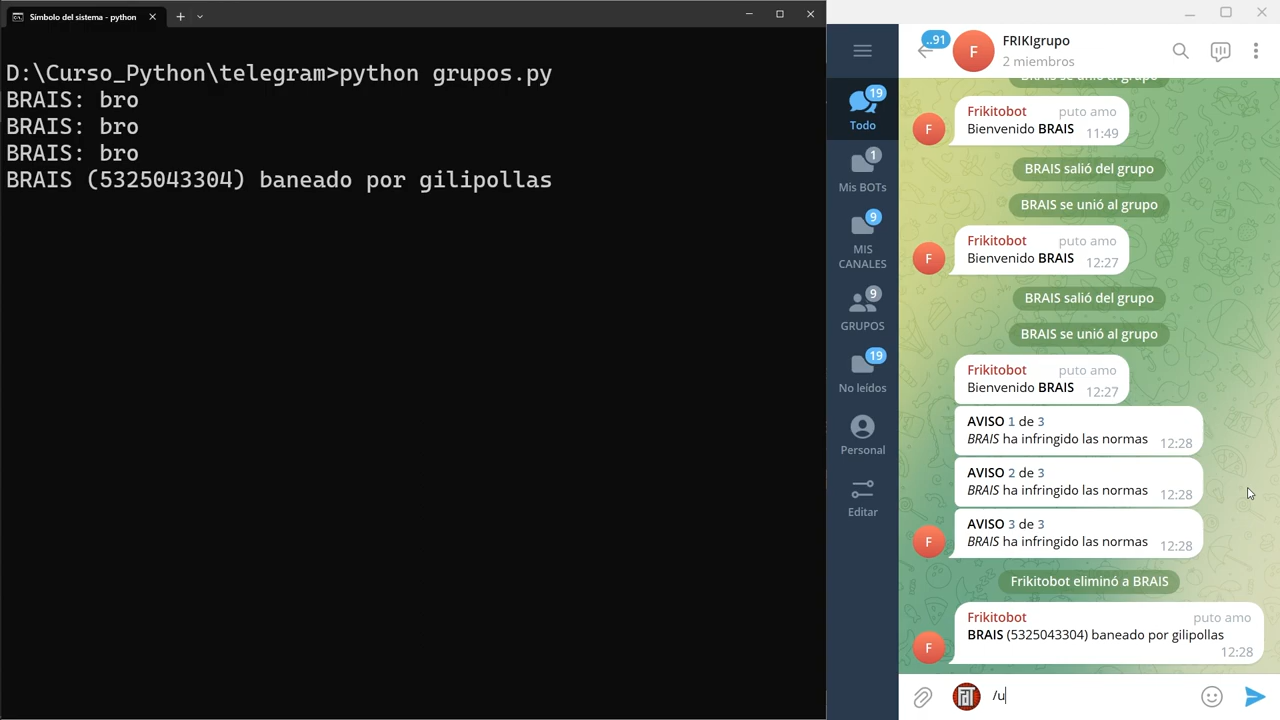 Símbolo del sistema - python
D:\Curso_Python\telegram>python grupos.py
BRAIS: bro
BRAIS: bro
BRAIS: bro
BRAIS (5325043304) baneado por gilipollas
..91
F
FRIKIgrupo
2 miembros
19
Todo
1
Mis BOTs
9
MIS
CANALES
9
GRUPOS
19
No leídos
Personal
Editar
BRAIS se unió al grupo
Frikitobot puto amo
F
Bienvenido BRAIS 11:49
BRAIS salió del grupo
BRAIS se unió al grupo
Frikitobot puto amo
F
Bienvenido BRAIS 12:27
BRAIS salió del grupo
BRAIS se unió al grupo
Frikitobot puto amo
Bienvenido BRAIS 12:27
AVISO 1 de 3
BRAIS ha infringido las normas 12:28
AVISO 2 de 3
BRAIS ha infringido las normas 12:28
AVISO 3 de 3
F
BRAIS ha infringido las normas 12:28
Frikitobot eliminó a BRAIS
Frikitobot puto amo
BRAIS (5325043304) baneado por gilipollas
F
12:28
/u